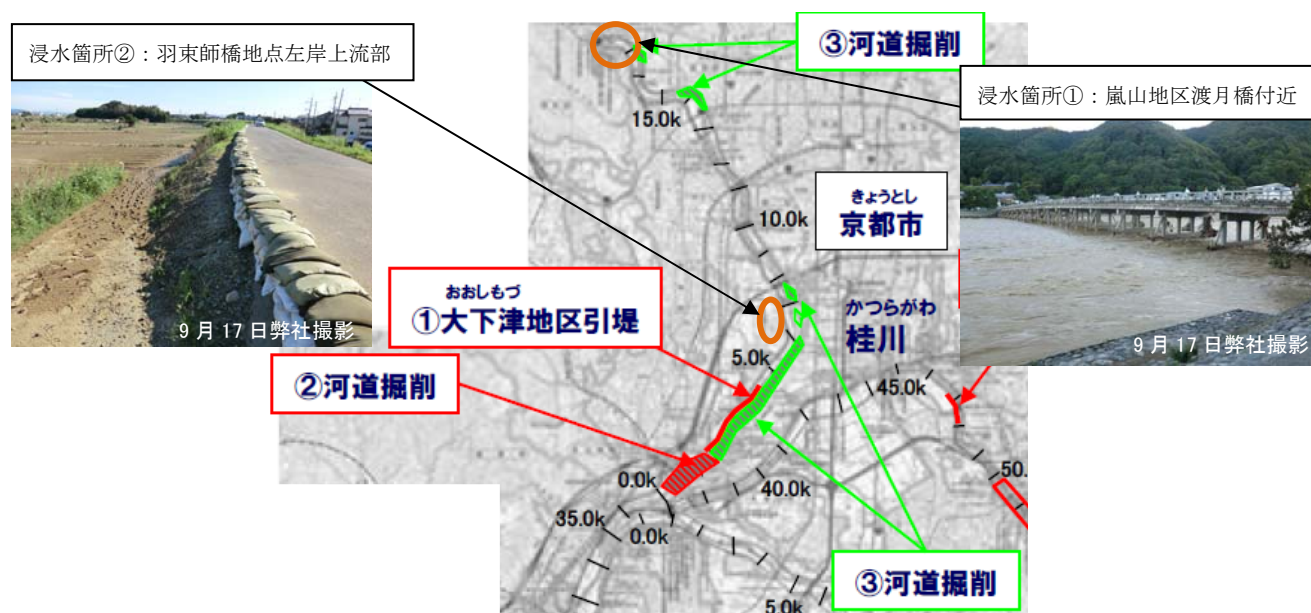 浸水箇所②：羽束師橋地点左岸上流部
9月17日弊社撮影
③河道掘削
浸水箇所①：嵐山地区渡月橋付近
9月17日弊社撮影
15.0k
きょうとし
京都市
10.0k
おおしもづ
①大下津地区引堤
かつらがわ
桂川
5.0k
②河道掘削
45.0k
50.
0.0k
40.0k
35.0k
0.0k
③河道掘削
5.0k